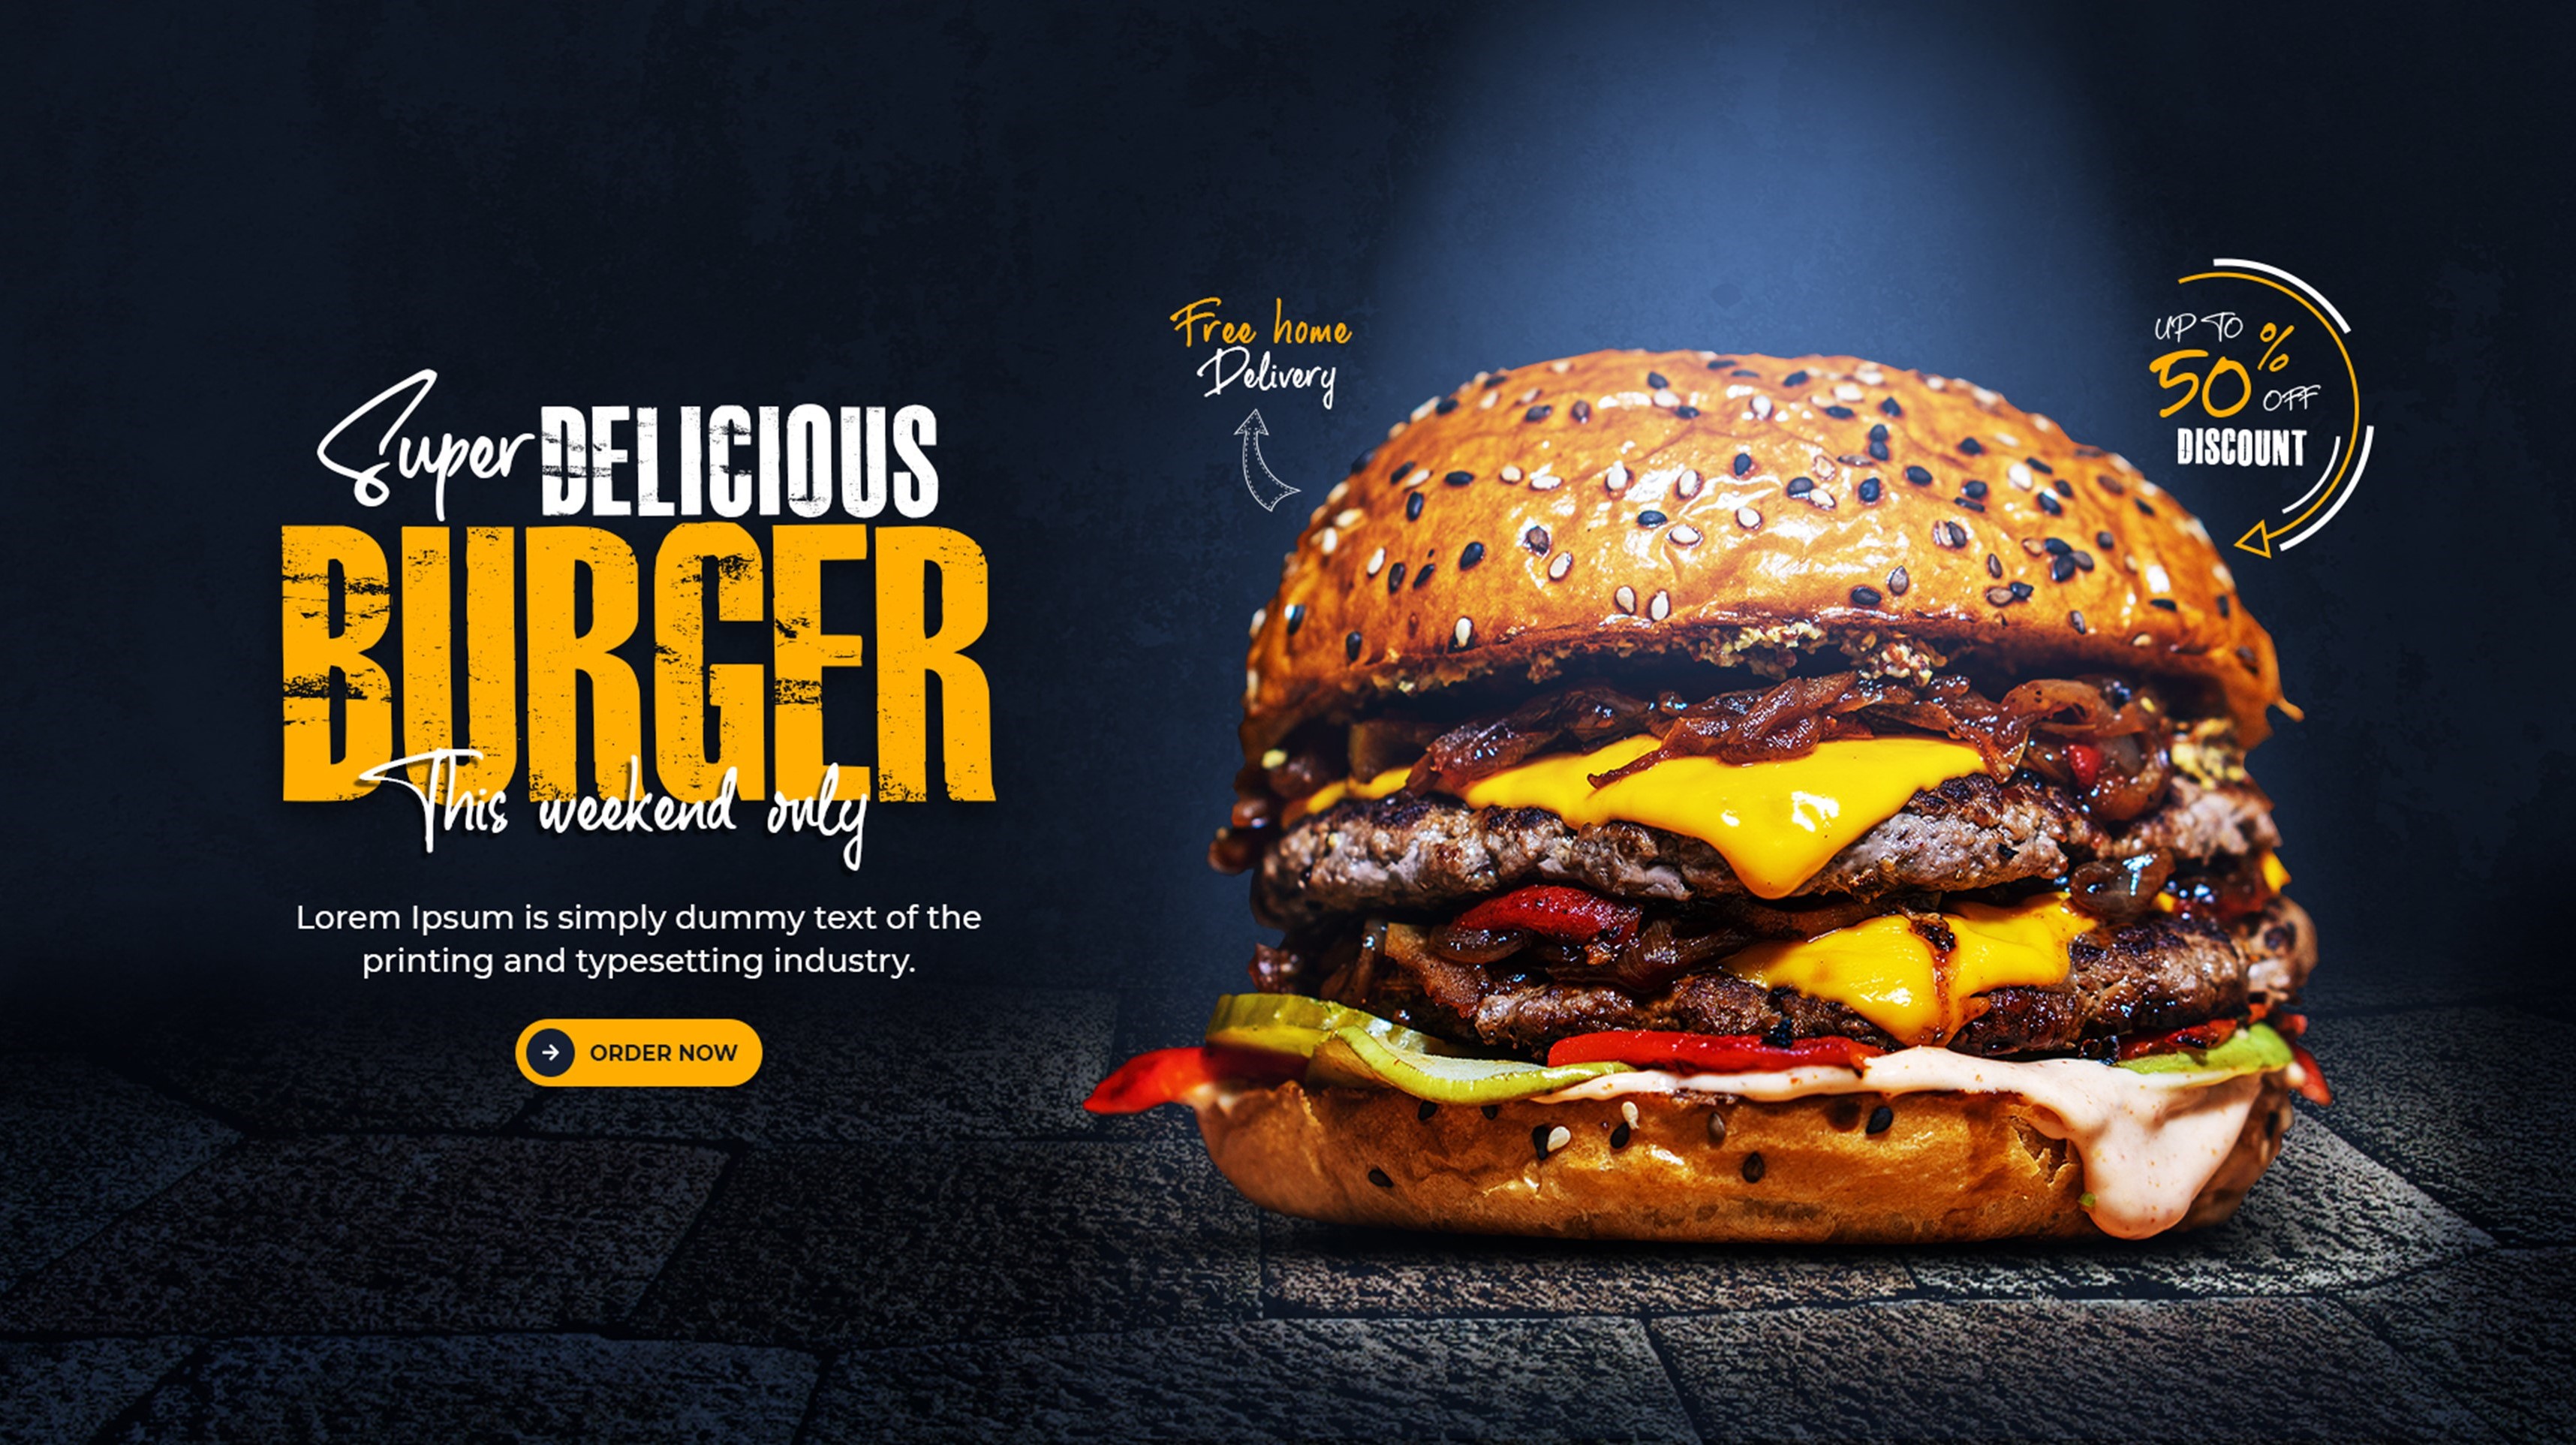 Super DELICIOUS
BURGER
This weekend only
Lorem Ipsum is simply dummy text of the
printing and typesetting industry.
ORDER NOW
Free home
Delivery
UP TO
50%
OFF
DISCOUNT